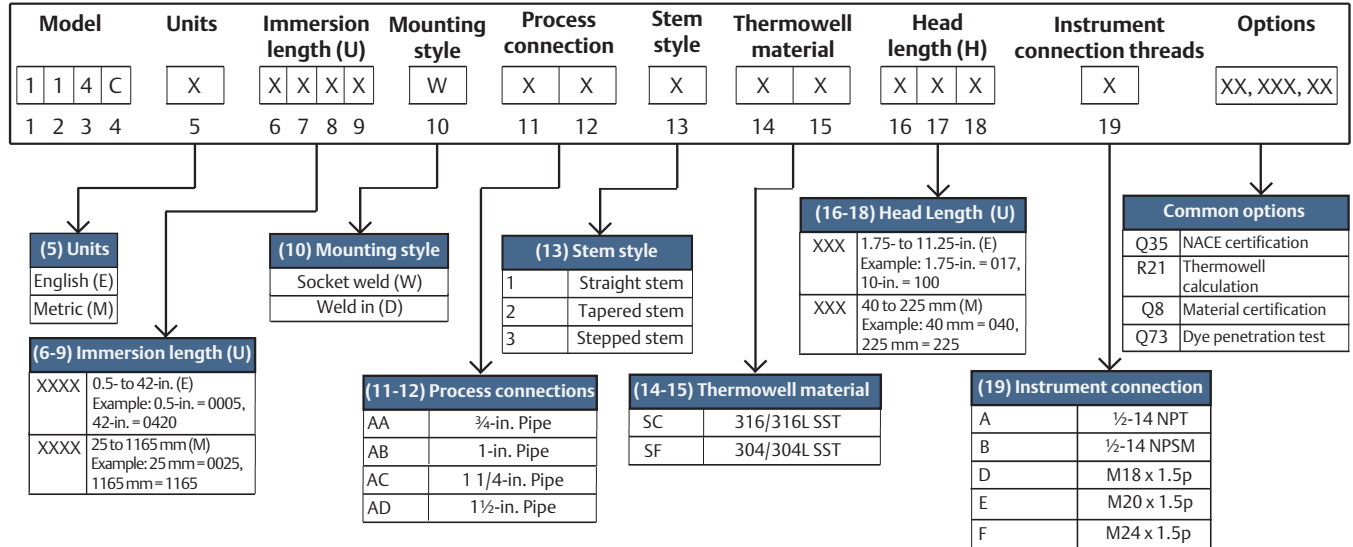 Model Units Immersion length (U) Mounting style Process connection Stem style Thermowell material Head length (H) Instrument connection threads Options
1 1 4 C X X X X X W X X X X X X X X X XX, XXX, XX
1 2 3 4 5 6 7 8 9 10 11 12 13 14 15 16 17 18 19
(5) Units
English (E)
Metric (M)
(6-9) Immersion length (U)
XXXX 0.5- to 42-in. (E)
Example: 0.5-in. = 0005,
42-in. = 0420
XXXX 25 to 1165 mm (M)
Example: 25 mm = 0025,
1165 mm = 1165
(10) Mounting style
Socket weld (W)
Weld in (D)
(11-12) Process connections
AA ¾-in. Pipe
AB 1-in. Pipe
AC 1 1/4-in. Pipe
AD 1½-in. Pipe
(13) Stem style
1 Straight stem
2 Tapered stem
3 Stepped stem
(14-15) Thermowell material
SC 316/316L SST
SF 304/304L SST
(16-18) Head Length (U)
XXX 1.75- to 11.25-in. (E)
Example: 1.75-in. = 017,
10-in. = 100
XXX 40 to 225 mm (M)
Example: 40 mm = 040,
225 mm = 225
(19) Instrument connection
A ½-14 NPT
B ½-14 NPSM
D M18 x 1.5p
E M20 x 1.5p
F M24 x 1.5p
Common options
Q35 NACE certification
R21 Thermowell
calculation
Q8 Material certification
Q73 Dye penetration test